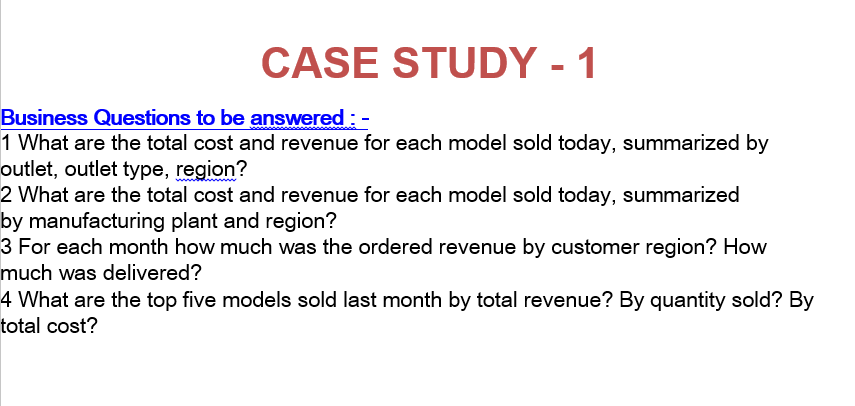 CASE STUDY - 1
Business Questions to be answered : -
1 What are the total cost and revenue for each model sold today, summarized by
outlet, outlet type, region?
2 What are the total cost and revenue for each model sold today, summarized
by manufacturing plant and region?
3 For each month how much was the ordered revenue by customer region? How
much was delivered?
4 What are the top five models sold last month by total revenue? By quantity sold? By
total cost?